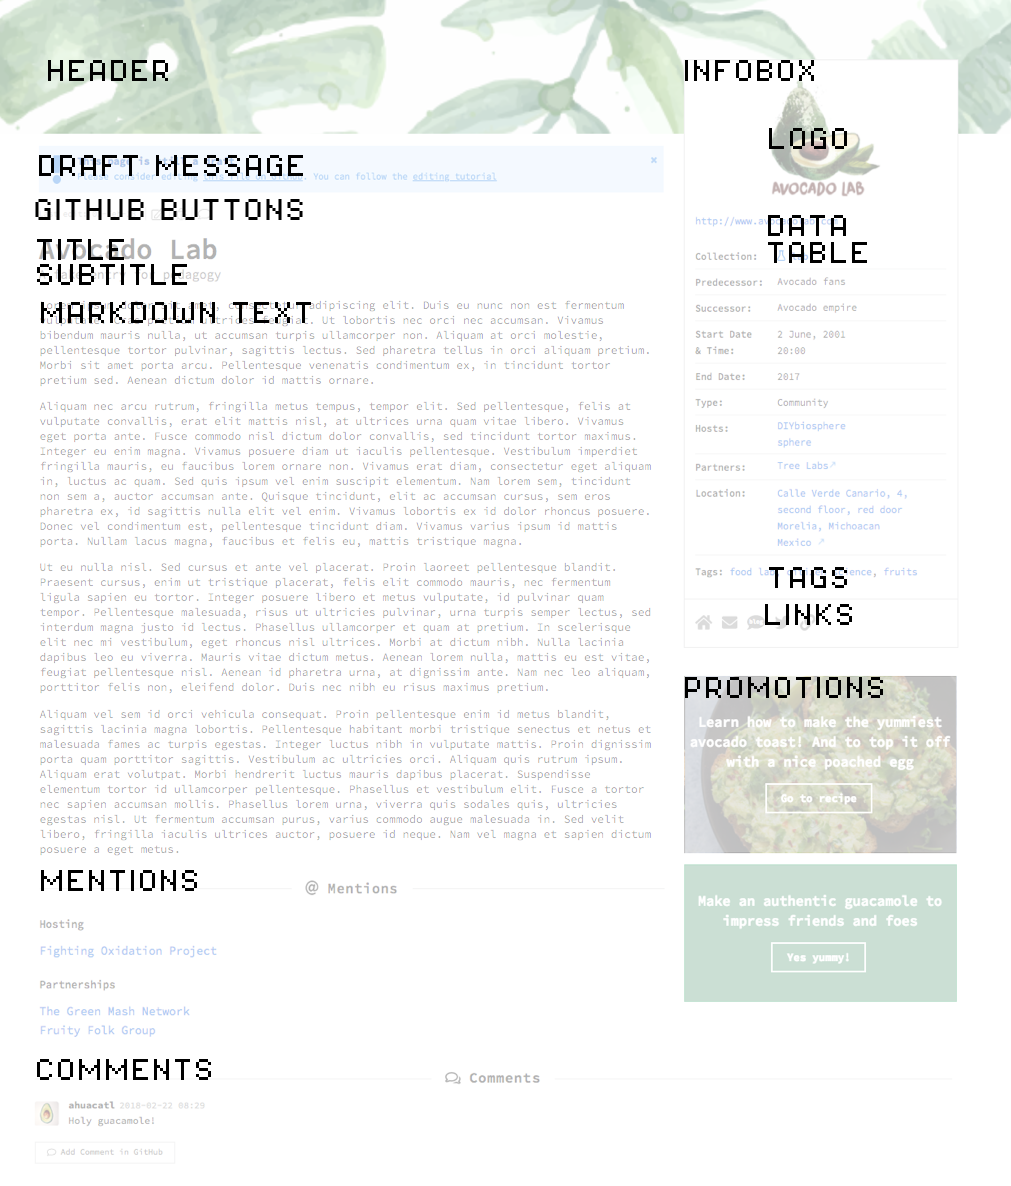 HEADER
DRAFT MESSAGE
editing tutorial
. You can follow the
GITHUB BUTTONS
TITLE
Avocado Lab
SUBTITLE
MARKDOWN TEXT
adipiscing elit. Duis eu nunc non est fermentum
Ut lobortis nec orci nec accumsan. Vivamus
bibendum mauris nulla, ut accumsan turpis ullamcorper non. Aliquam at orci molestie,
pellentesque tortor pulvinar, sagittis lectus. Sed pharetra tellus in orci aliquam pretium.
Morbi sit amet porta arcu. Pellentesque venenatis condimentum ex, in tincidunt tortor
pretium sed. Aenean dictum dolor id mattis ornare.
Aliquam nec arcu rutrum, fringilla metus tempus, tempor elit. Sed pellentesque, felis at
vulputate convallis, erat elit mattis nisl, at ultrices urna quam vitae libero. Vivamus
eget porta ante. Fusce commodo nisl dictum dolor convallis, sed tincidunt tortor maximus.
Integer eu enim magna. Vivamus posuere diam ut iaculis pellentesque. Vestibulum imperdiet
fringilla mauris, eu faucibus lorem ornare non. Vivamus erat diam, consectetur eget aliquam
in, luctus ac quam. Sed quis ipsum vel enim suscipit elementum. Nam lorem sem, tincidunt
non sem a, auctor accumsan ante. Quisque tincidunt, elit ac accumsan cursus, sem eros
pharetra ex, id sagittis nulla elit vel enim. Vivamus lobortis ex id dolor rhoncus posuere.
Donec vel condimentum est, pellentesque tincidunt diam. Vivamus varius ipsum id mattis
porta. Nullam lacus magna, faucibus et felis eu, mattis tristique magna.
Ut eu nulla nisl. Sed cursus et ante vel placerat. Proin laoreet pellentesque blandit.
Praesent cursus, enim ut tristique placerat, felis elit commodo mauris, nec fermentum
ligula sapien eu tortor. Integer posuere libero et metus vulputate, id pulvinar quam
tempor. Pellentesque malesuada, risus ut ultricies pulvinar, urna turpis semper lectus, sed
interdum magna justo id lectus. Phasellus ullamcorper et quam at pretium. In scelerisque
elit nec mi vestibulum, eget rhoncus nisl ultrices. Morbi at dictum nibh. Nulla lacinia
dapibus leo eu viverra. Mauris vitae dictum metus. Aenean lorem nulla, mattis eu est vitae,
feugiat pellentesque nisl. Aenean id pharetra urna, at dignissim ante. Nam nec leo aliquam,
porttitor felis non, eleifend dolor. Duis nec nibh eu risus maximus pretium.
Aliquam vel sem id orci vehicula consequat. Proin pellentesque enim id metus blandit,
sagittis lacinia magna lobortis. Pellentesque habitant morbi tristique senectus et netus et
malesuada fames ac turpis egestas. Integer luctus nibh in vulputate mattis. Proin dignissim
porta quam porttitor sagittis. Vestibulum ac ultricies orci. Aliquam quis rutrum ipsum.
Aliquam erat volutpat. Morbi hendrerit luctus mauris dapibus placerat. Suspendisse
elementum tortor id ullamcorper pellentesque. Phasellus et vestibulum elit. Fusce a tortor
nec sapien accumsan mollis. Phasellus lorem urna, viverra quis sodales quis, ultricies
egestas nisl. Ut fermentum accumsan purus, varius commodo augue malesuada in. Sed velit
libero, fringilla iaculis ultrices auctor, posuere id neque. Nam vel magna et sapien dictum
posuere a eget metus.
MENTIONS
@ Mentions
Hosting
Fighting Oxidation Project
Partnerships
The Green Mash Network
Fruity Folk Group
COMMENTS
Comments
ahuacatl 2018-02-22 08:29
Holy guacamole!
Add Comment in GitHub
INFOBOX
LOGO
AVOCADO LAB
DATA
TABLE
Collection:
Predecessor: Avocado fans
Successor: Avocado empire
Start Date 2 June, 2001
& Time: 20:00
End Date: 2017
Type: Community
Hosts: DIYbiosphere
sphere
Partners: Tree Labs
Location: Calle Verde Canario, 4,
second floor, red door
Morelia, Michoacan
Mexico
TAGS
Tags: food fruits
LINKS
PROMOTIONS
Learn how to make the yummiest
avocado toast! And to top it off
with a nice poached egg
Go to recipe
Make an authentic guacamole to
impress friends and foes
Yes yummy!